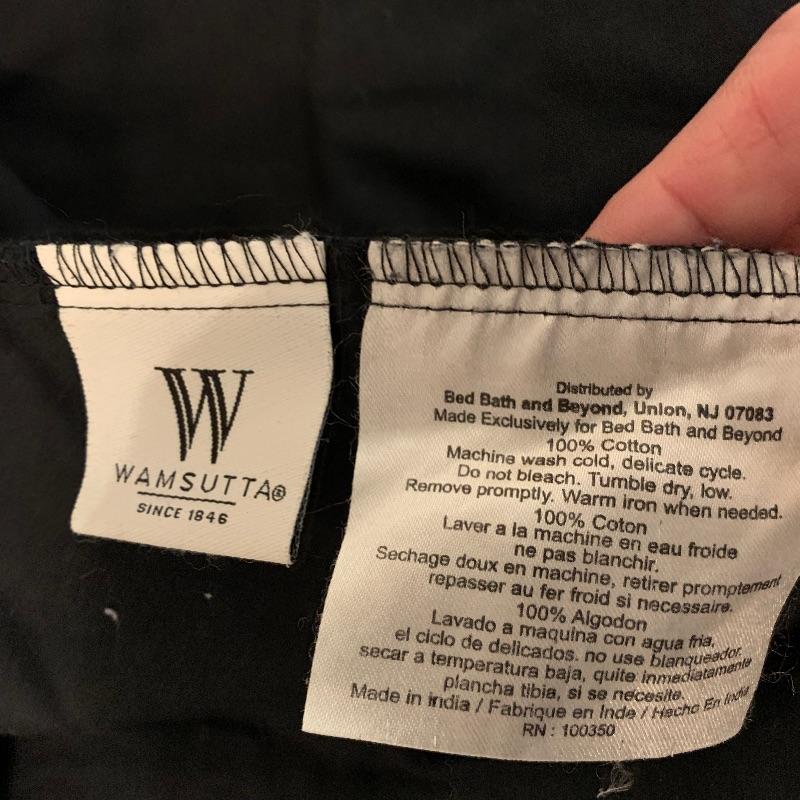 W
WAMSUTTA®
SINCE 1846
Distributed by
Bed Bath and Beyond, Union, NJ 07083
Made Exclusively for Bed Bath and Beyond
100% Cotton
Machine wash cold, delicate cycle.
Do not bleach. Tumble dry, low.
Remove promptly. Warm iron when needed.
100% Coton
Laver a la machine en eau froide
ne pas blanchir.
Sechage doux en machine, retirer promptement
repasser au fer froid si necessaire.
100% Algodon
Lavado a maquina con agua fria,
el ciclo de delicados. no use blanqueador.
secar a temperatura baja, quite inmediatamente
plancha tibia, si se necesite.
Made in india / Fabrique en Inde / Hecho En India
RN : 100350